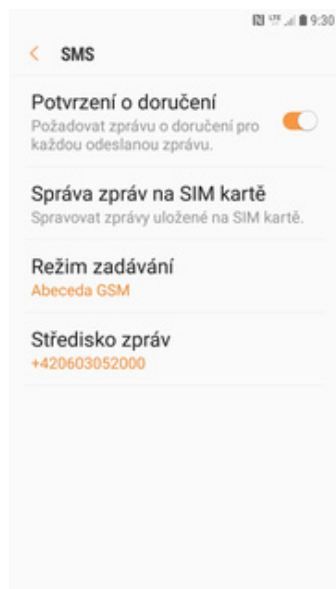 LTE 9:30
SMS
Potvrzení o doručení
Požadovat zprávu o doručení pro
každou odeslanou zprávu.
Správa zpráv na SIM kartě
Spravovat zprávy uložené na SIM kartě.
Režim zadávání
Abeceda GSM
Středisko zpráv
+420603052000